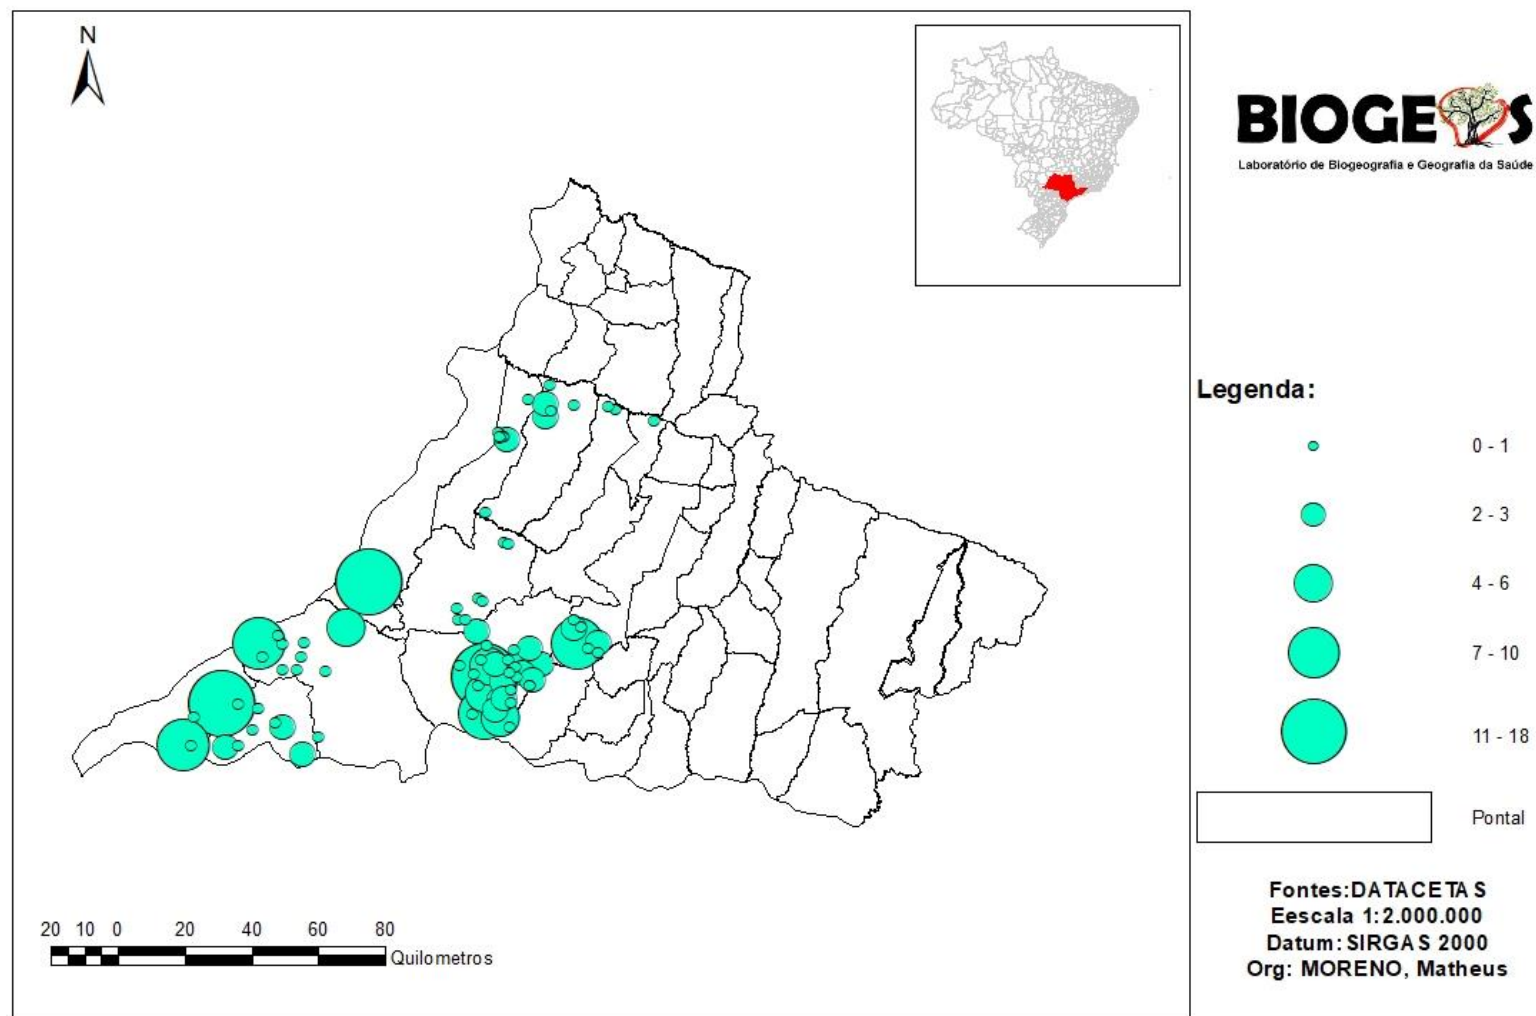 N
BIOGEOS
Laboratório de Biogeografia e Geografia da Saúde
Legenda:
0 - 1
2 - 3
4 - 6
7 - 10
11 - 18
Pontal
Fontes:DATACETAS
Eescala 1:2.000.000
Datum: SIRGAS 2000
Org: MORENO, Matheus
20 10 0 20 40 60 80
Quilometros